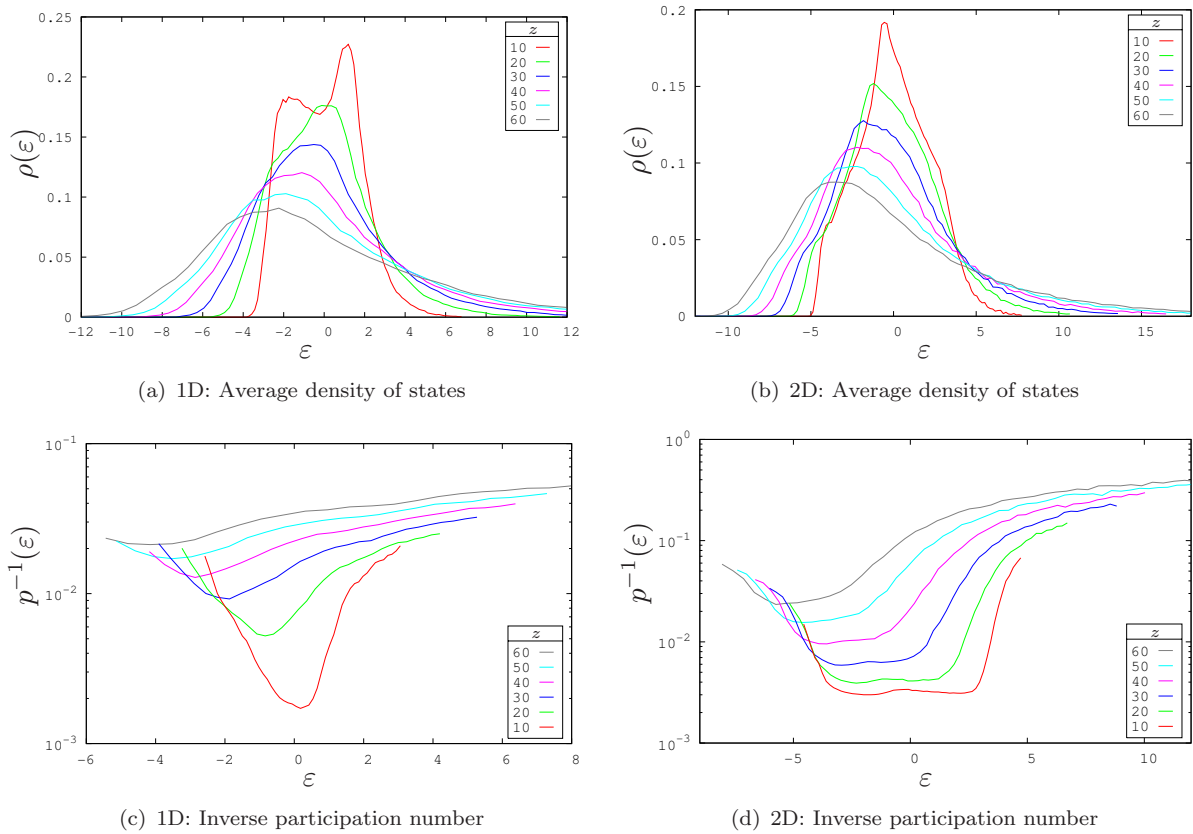 0.25
0.2
0.15
0.1
0.05
0
ρ(ε)
-12 -10 -8 -6 -4 -2 0 2 4 6 8 10 12
ε
z
10
20
30
40
50
60
(a) 1D: Average density of states
0.2
0.15
0.1
0.05
0
ρ(ε)
-10 -5 0 5 10 15
ε
z
10
20
30
40
50
60
(b) 2D: Average density of states
10⁻¹
10⁻²
10⁻³
p⁻¹(ε)
-6 -4 -2 0 2 4 6 8
ε
z
60
50
40
30
20
10
(c) 1D: Inverse participation number
10⁰
10⁻¹
10⁻²
10⁻³
p⁻¹(ε)
-5 0 5 10
ε
z
60
50
40
30
20
10
(d) 2D: Inverse participation number